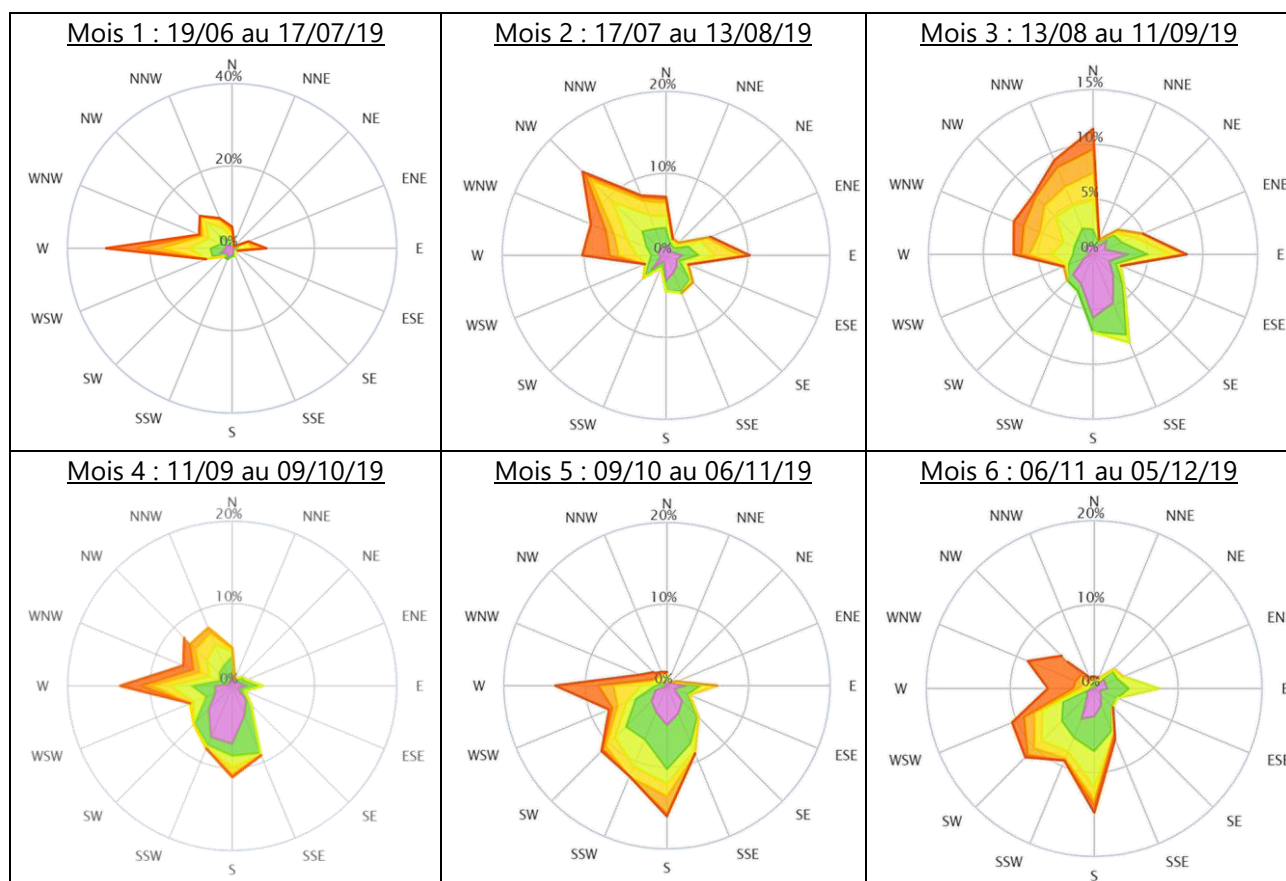 Mois 1 : 19/06 au 17/07/19
N
40%
NNW
NNE
NW
NE
20%
WNW
ENE
0%
W
E
WSW
ESE
SW
SE
SSW
SSE
S
Mois 2 : 17/07 au 13/08/19
N
20%
NNW
NNE
NW
NE
10%
WNW
ENE
0%
W
E
WSW
ESE
SW
SE
SSW
SSE
S
Mois 3 : 13/08 au 11/09/19
N
15%
NNW
NNE
NW
NE
10%
WNW
ENE
5%
0%
W
E
WSW
ESE
SW
SE
SSW
SSE
S
Mois 4 : 11/09 au 09/10/19
N
20%
NNW
NNE
NW
NE
10%
WNW
ENE
0%
W
E
WSW
ESE
SW
SE
SSW
SSE
S
Mois 5 : 09/10 au 06/11/19
N
20%
NNW
NNE
NW
NE
10%
WNW
ENE
0%
W
E
WSW
ESE
SW
SE
SSW
SSE
S
Mois 6 : 06/11 au 05/12/19
N
20%
NNW
NNE
NW
NE
10%
WNW
ENE
0%
W
E
WSW
ESE
SW
SE
SSW
SSE
S